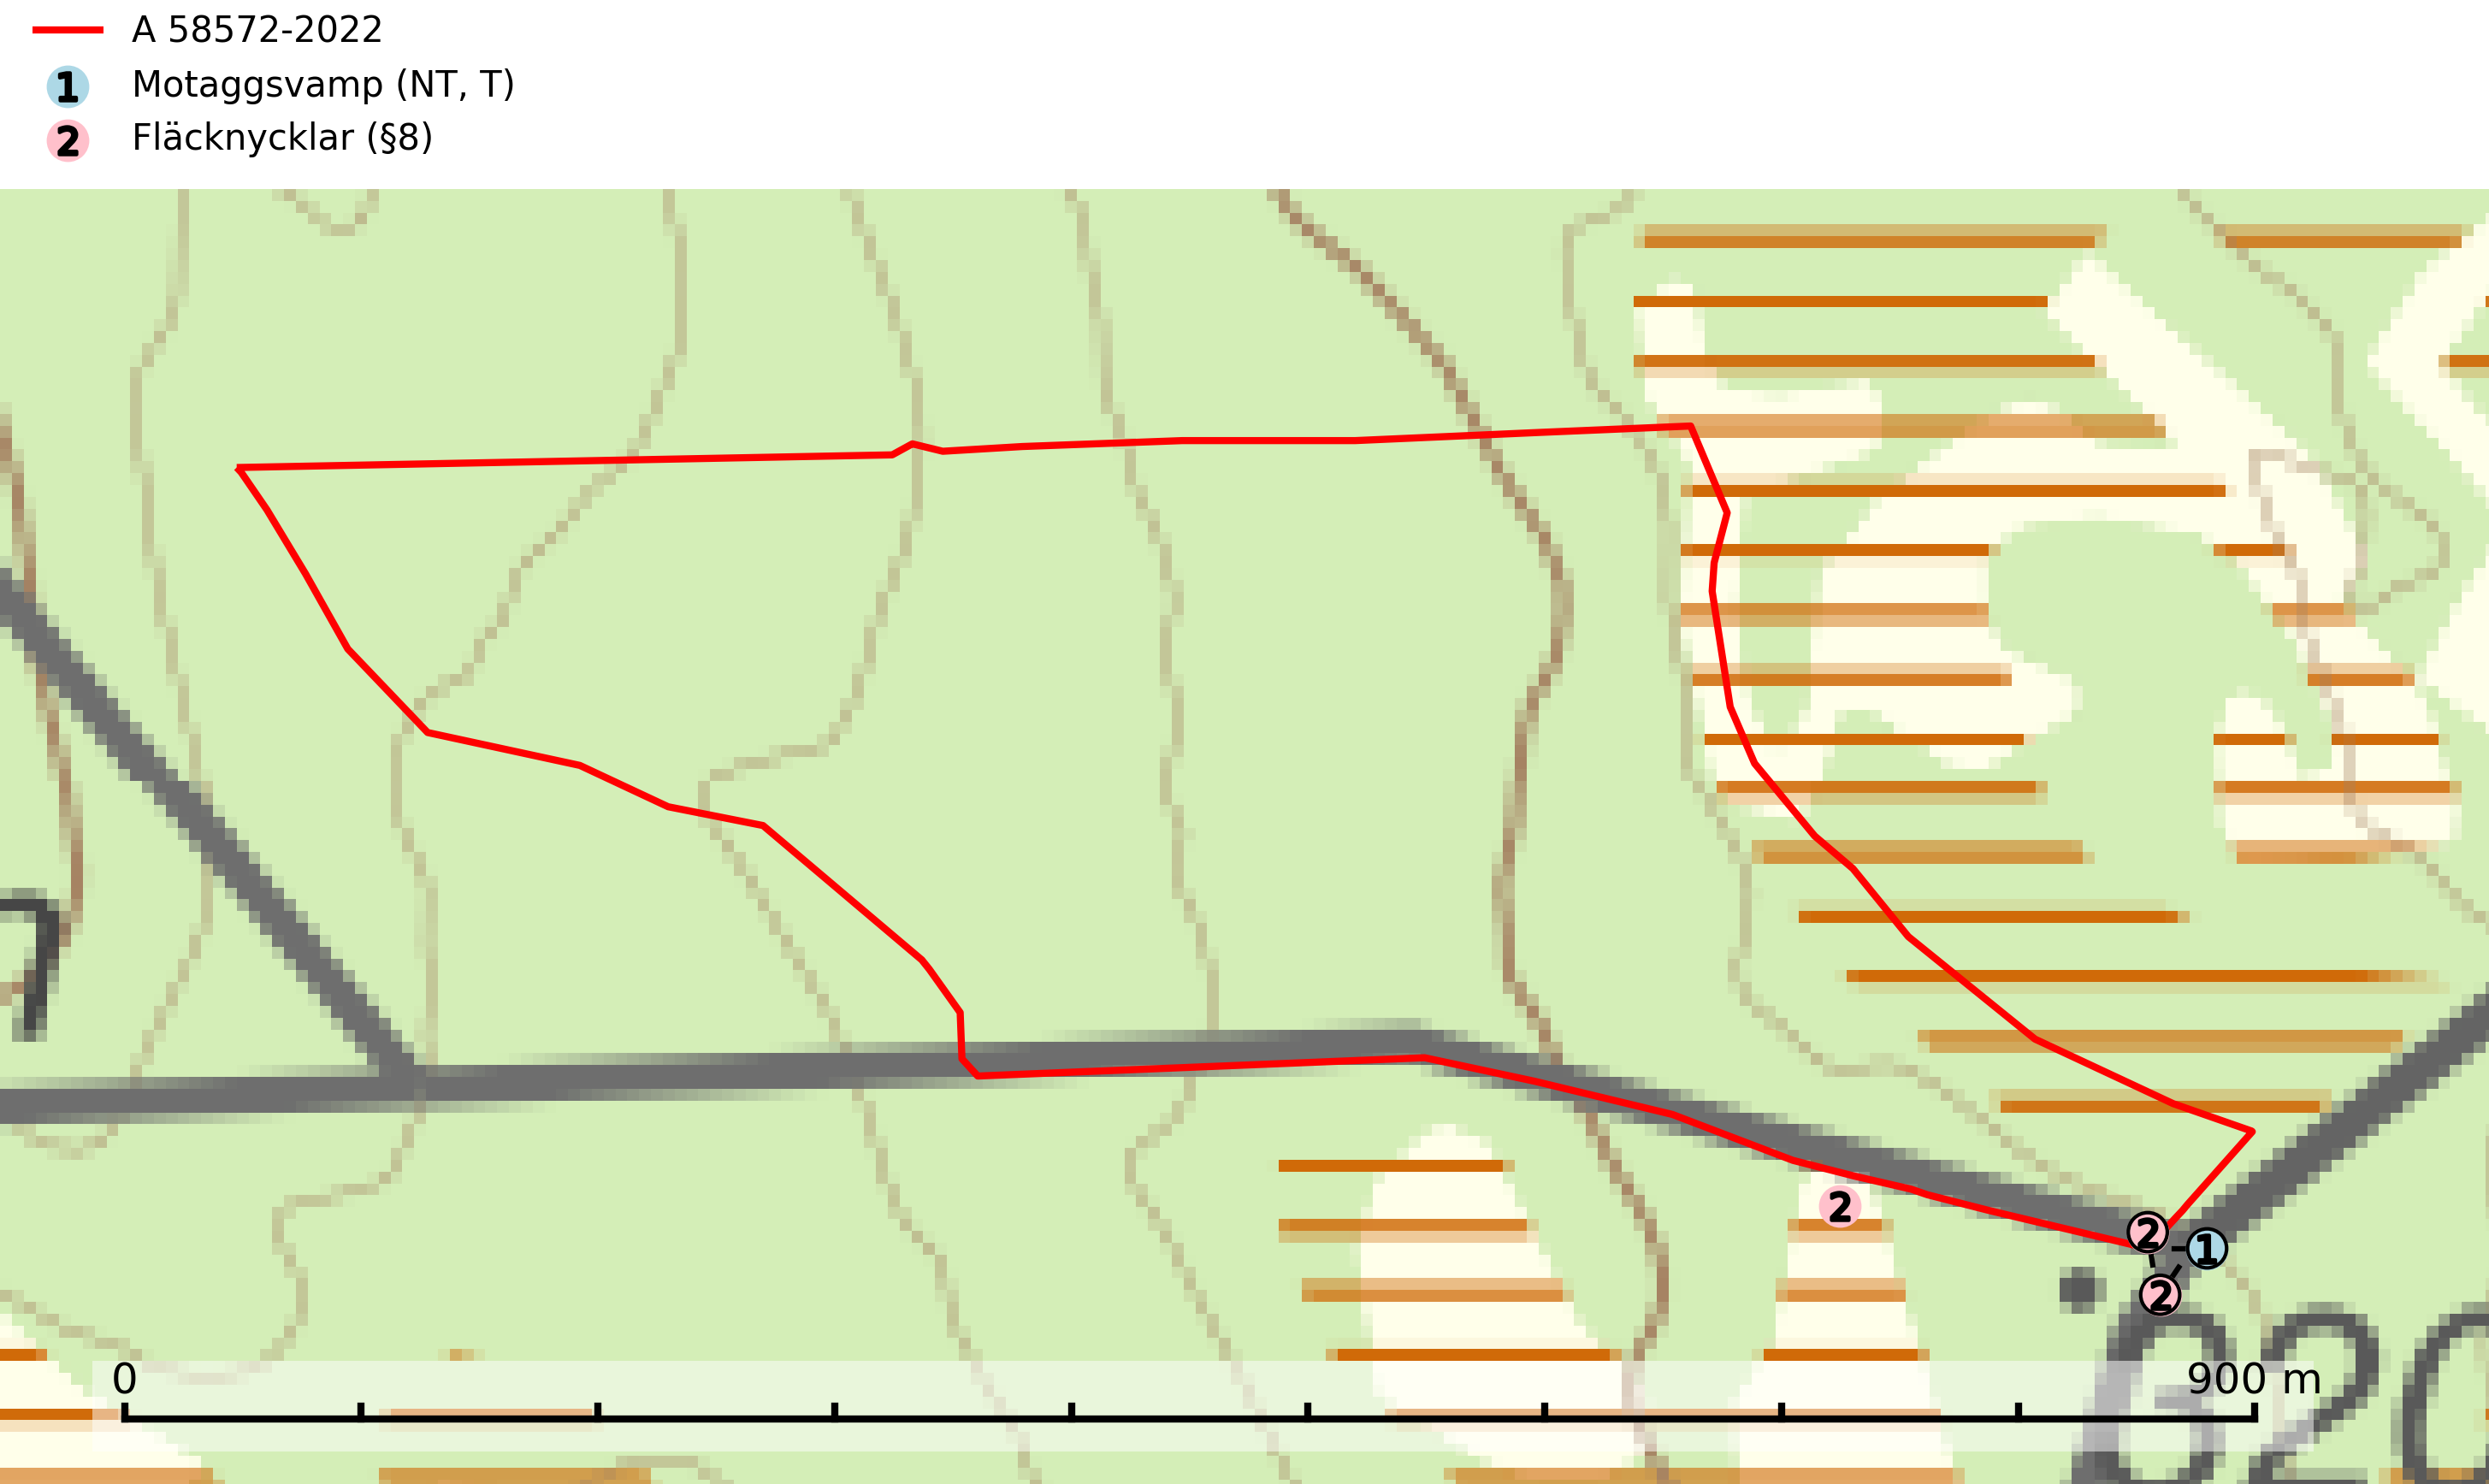 A 58572-2022
1 Motaggsvamp (NT, T)
2 Fläcknycklar (§8)
2
2 1
2
0 900 m